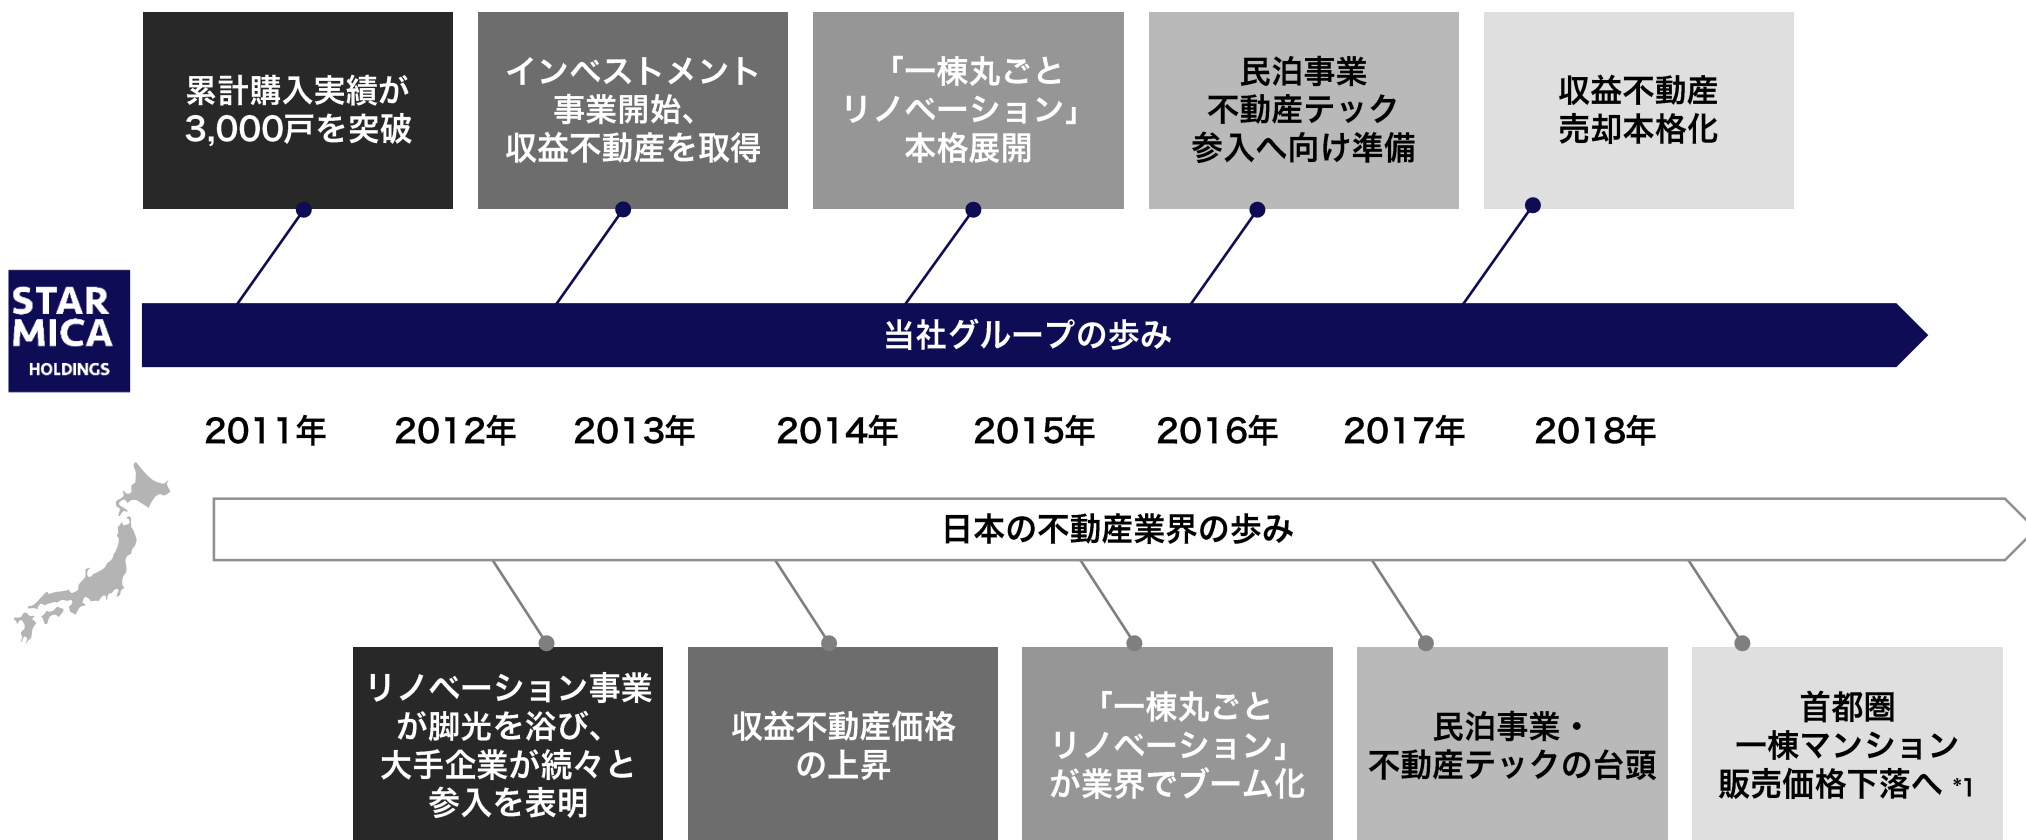 累計購入実績が
3,000戸を突破
インベストメント
事業開始、
収益不動産を取得
「一棟丸ごと
リノベーション」
本格展開
民泊事業
不動産テック
参入へ向け準備
収益不動産
売却本格化
STAR
MICA
HOLDINGS
当社グループの歩み
2011年 2012年 2013年 2014年 2015年 2016年 2017年 2018年
日本の不動産業界の歩み
リノベーション事業
が脚光を浴び、
大手企業が続々と
参入を表明
収益不動産価格
の上昇
「一棟丸ごと
リノベーション」
が業界でブーム化
民泊事業・
不動産テックの台頭
首都圏
一棟マンション
販売価格下落へ *1